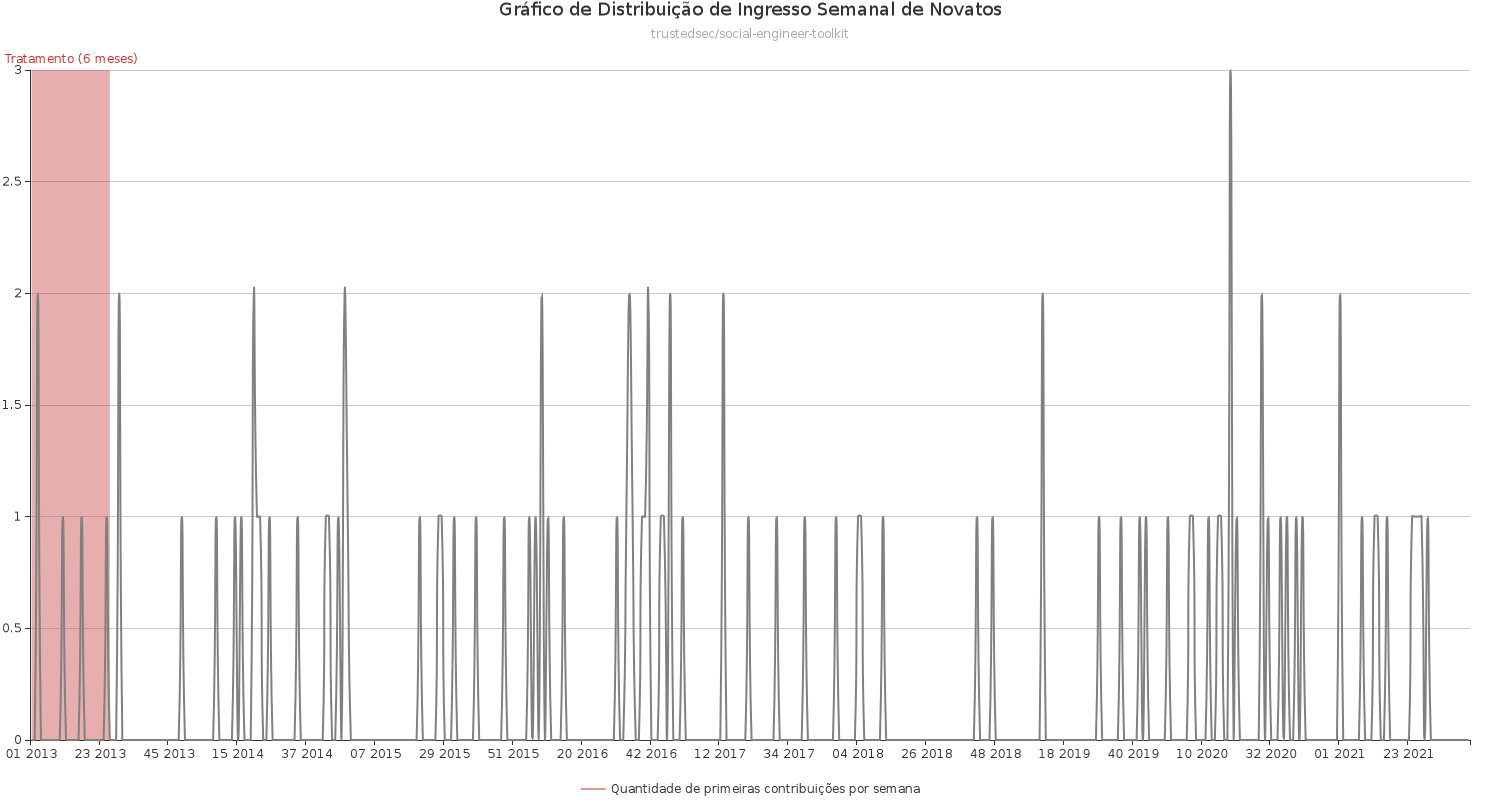 Gráfico de Distribuição de Ingresso Semanal de Novatos
trustedsec/social-engineer-toolkit
Tratamento (6 meses)
3
2.5
2
1.5
1
0.5
0
01 2013 23 2013 45 2013 15 2014 37 2014 07 2015 29 2015 51 2015 20 2016 42 2016 12 2017 34 2017 04 2018 26 2018 48 2018 18 2019 40 2019 10 2020 32 2020 01 2021 23 2021
Quantidade de primeiras contribuições por semana